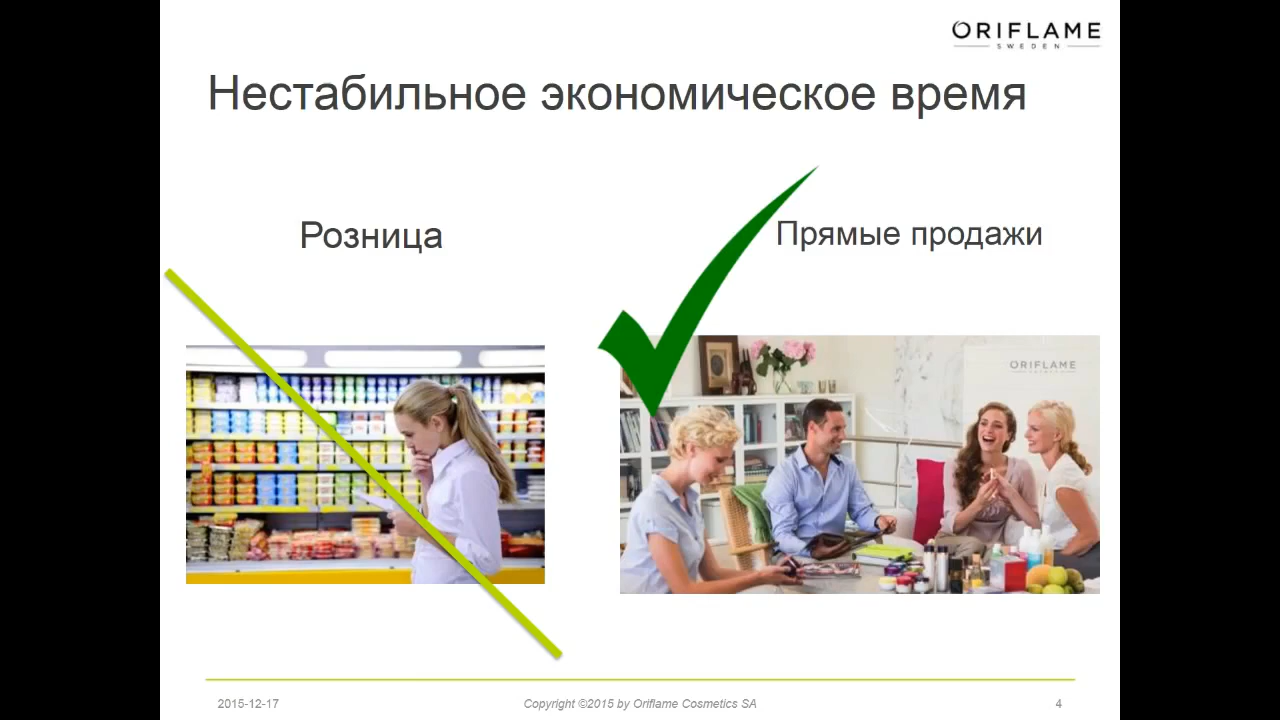 ORIFLAME
SWEDEN
Нестабильное экономическое время
Розница
Прямые продажи
ORIFLAME
2015-12-17
Copyright ©2015 by Oriflame Cosmetics SA
4